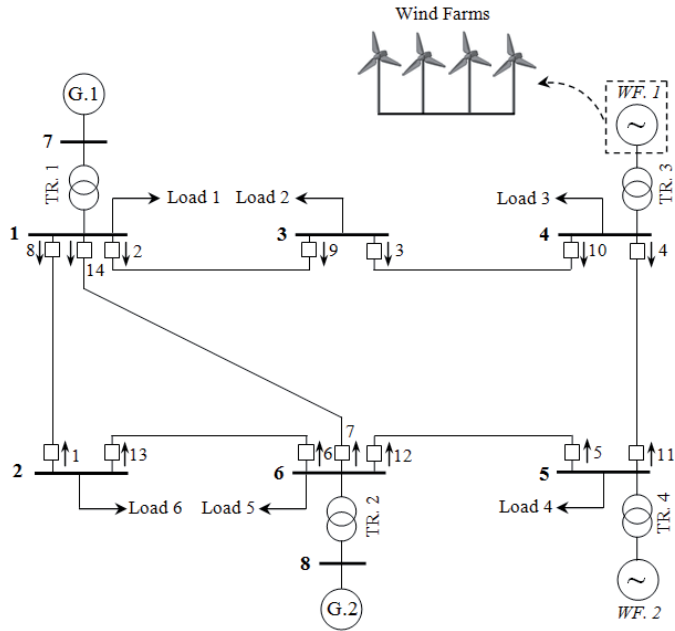 Wind Farms
G.1
WF. 1
~
7
TR. 1
TR. 3
Load 1
Load 2
Load 3
1
3
4
8
14
2
9
3
10
4
7
1
13
6
12
5
11
2
6
5
Load 6
Load 5
Load 4
TR. 2
TR. 4
8
~
G.2
WF. 2